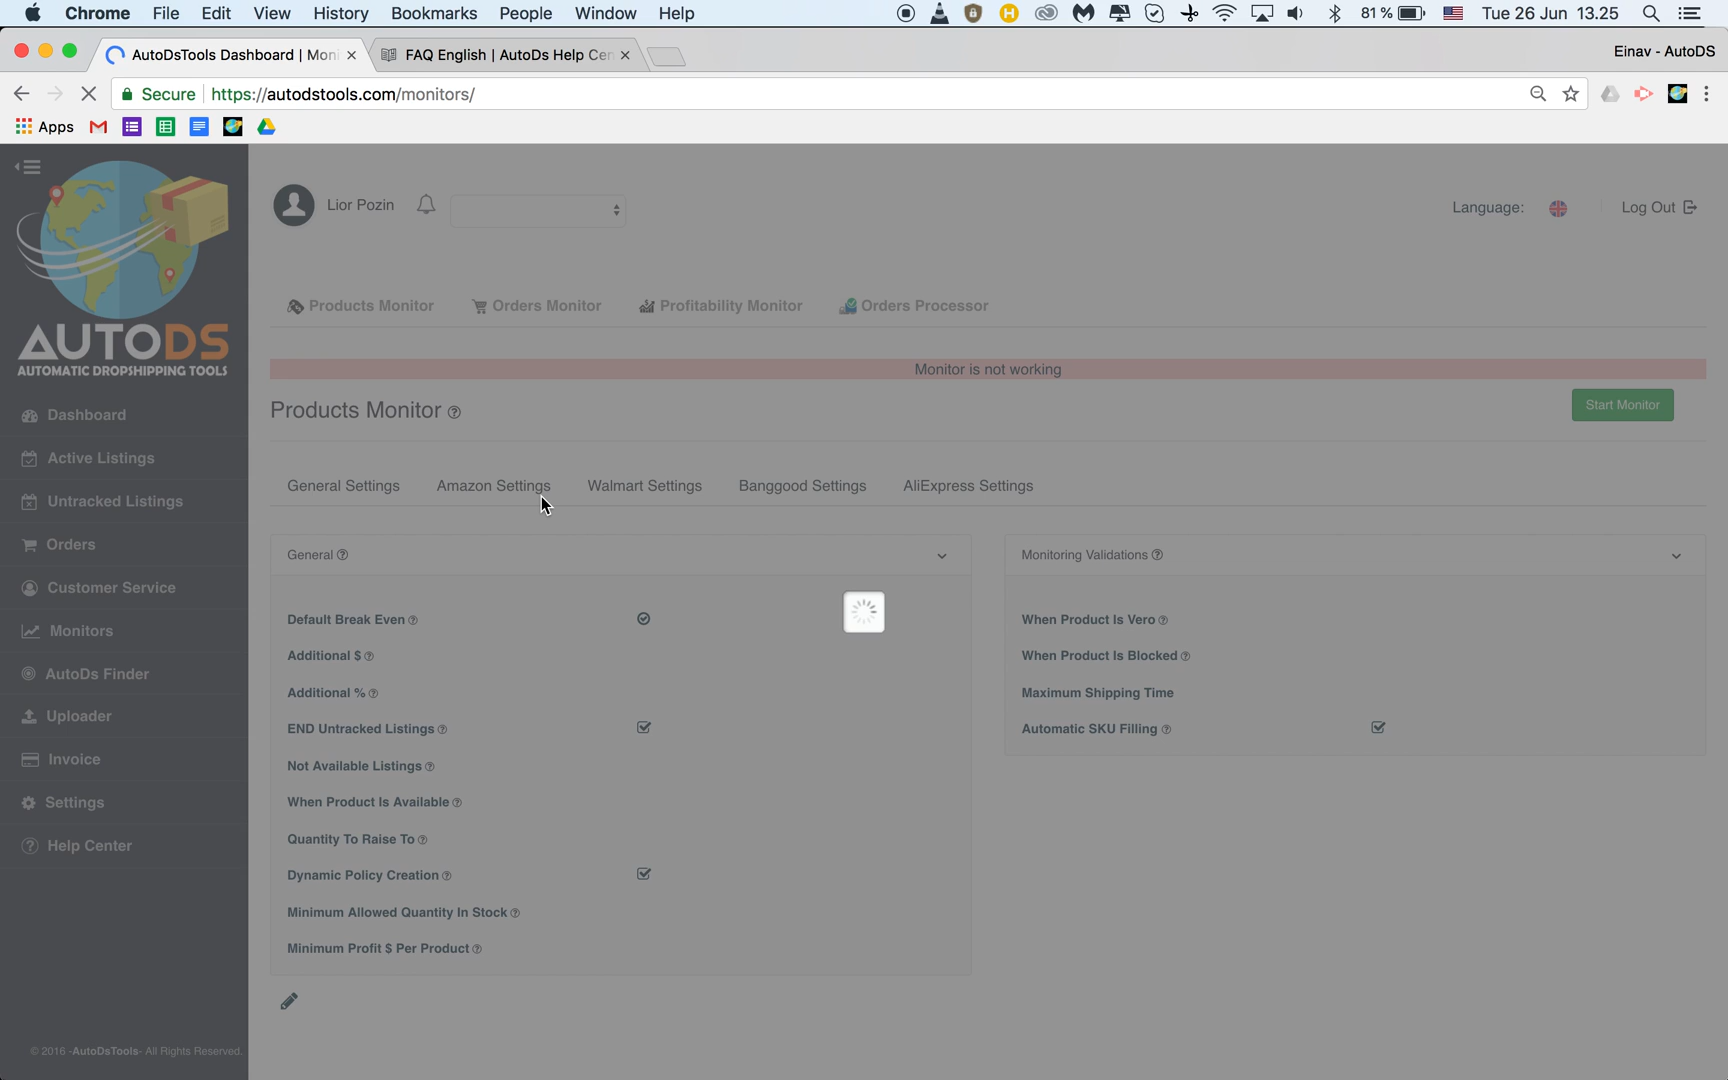 Chrome File Edit View History Bookmarks People Window Help 81 % Tue 26 Jun 13.25
AutoDsTools Dashboard | Moni FAQ English | AutoDs Help Cen Einav - AutoDS
Secure https://autodstools.com/monitors/
Apps
Lior Pozin Language: Log Out
Products Monitor Orders Monitor Profitability Monitor Orders Processor
AUTODS
AUTOMATIC DROPSHIPPING TOOLS
Monitor is not working
Products Monitor Start Monitor
Dashboard
Active Listings
Untracked Listings
Orders
Customer Service
Monitors
AutoDs Finder
Uploader
Invoice
Settings
Help Center
© 2016 -AutoDsTools- All Rights Reserved.
General Settings Amazon Settings Walmart Settings Banggood Settings AliExpress Settings
General
Default Break Even
Additional $
Additional %
END Untracked Listings
Not Available Listings
When Product Is Available
Quantity To Raise To
Dynamic Policy Creation
Minimum Allowed Quantity In Stock
Minimum Profit $ Per Product
Monitoring Validations
When Product Is Vero
When Product Is Blocked
Maximum Shipping Time
Automatic SKU Filling